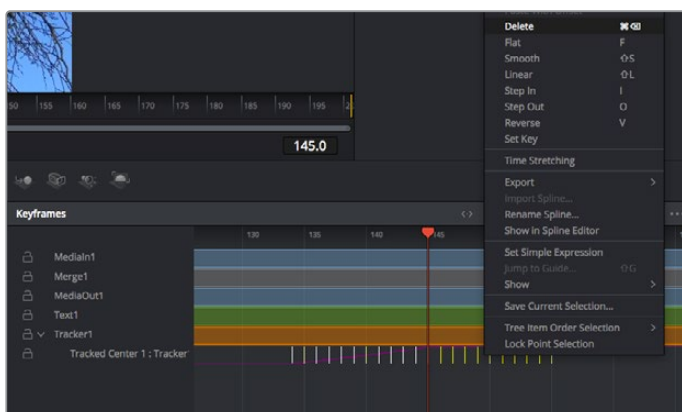 Delete ⌘⌫
Flat F
Smooth ⇧S
Linear ⇧L
Step In I
Step Out O
Reverse V
Set Key
Time Stretching
Export >
Import Spline...
Rename Spline...
Show in Spline Editor
Set Simple Expression
Jump to Guide... ⇧G
Show >
Save Current Selection...
Tree Item Order Selection >
Lock Point Selection
155 160 165 170 175 180 185 190 195
145.0
Keyframes <> •••
130 135 140 145
MediaIn1
Merge1
MediaOut1
Text1
Tracker1
Tracked Center 1 : Tracker